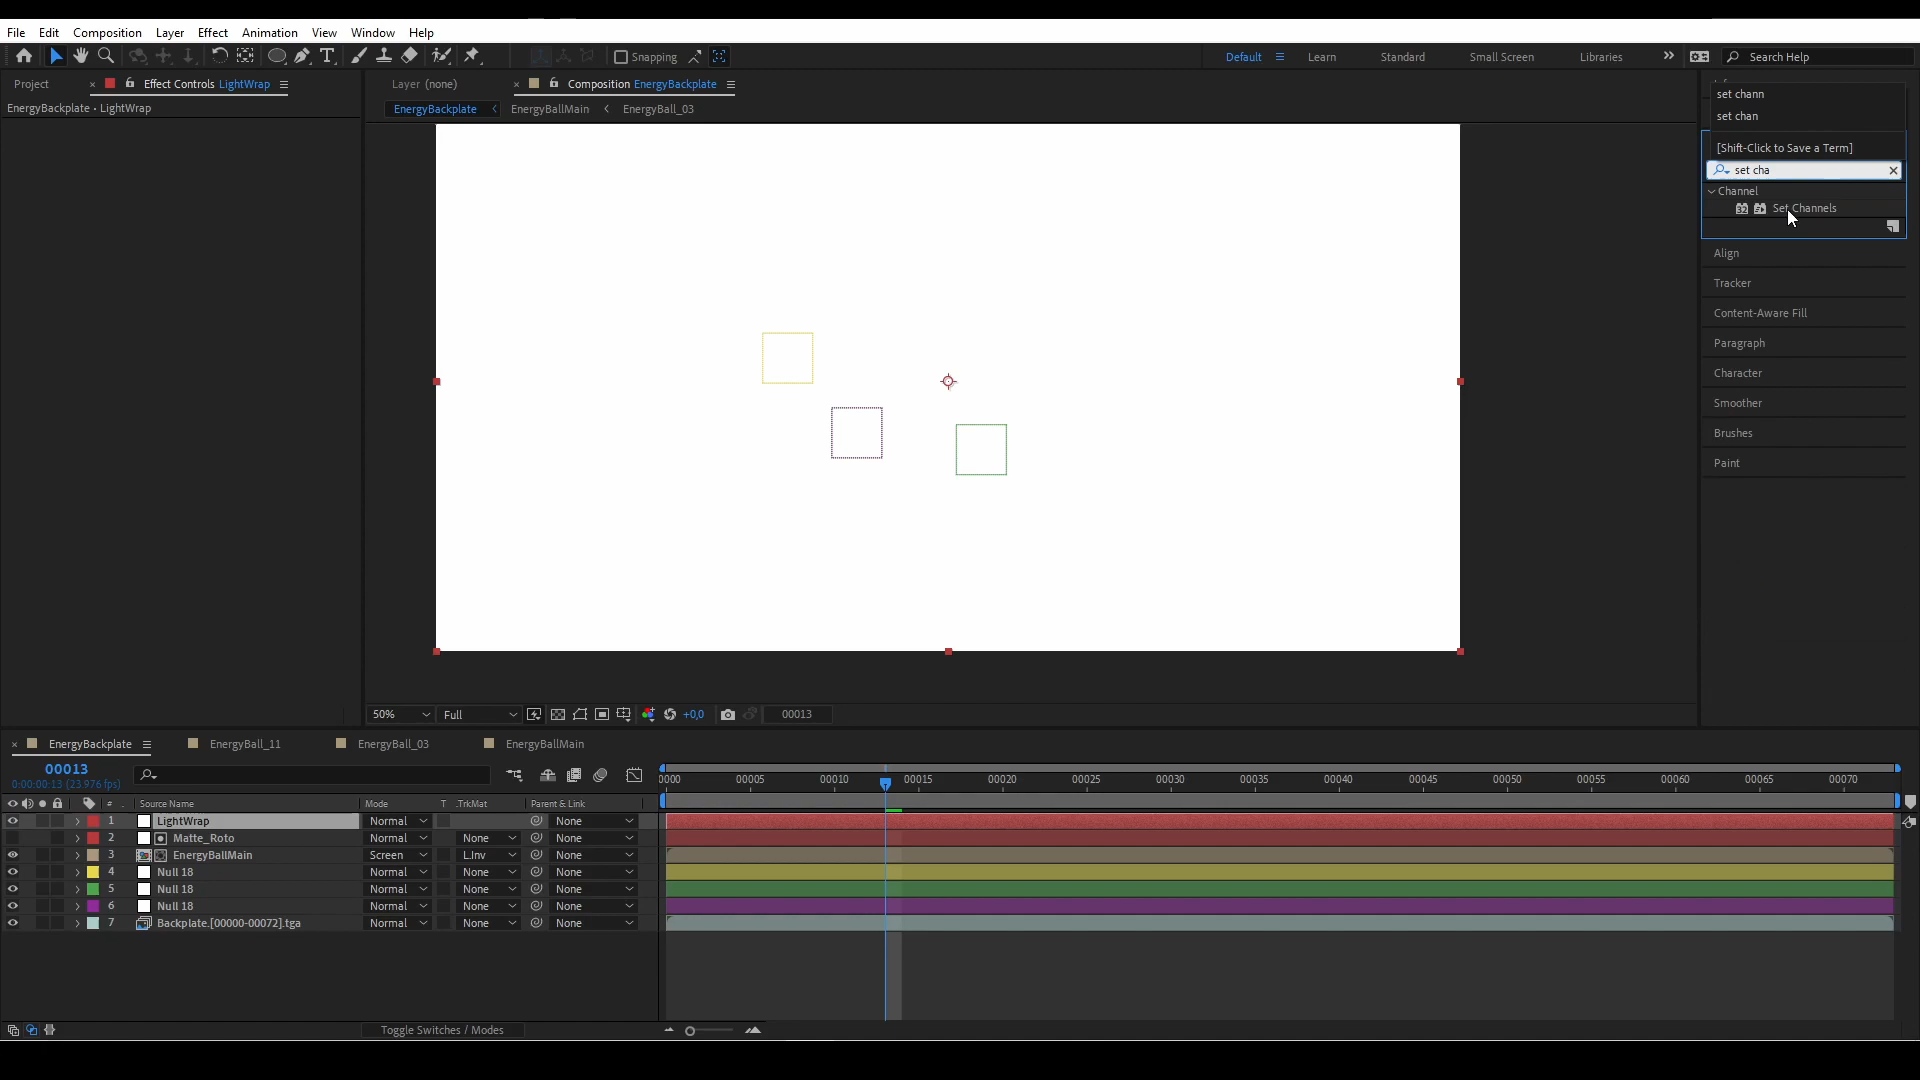 File Edit Composition Layer Effect Animation View Window Help
Snapping Default Learn Standard Small Screen Libraries Search Help
Project Effect Controls LightWrap Layer (none) Composition EnergyBackplate
EnergyBackplate • LightWrap EnergyBackplate EnergyBallMain EnergyBall_03
set chann
set chan
[Shift-Click to Save a Term]
set cha
Channel
32 Set Channels
Align
Tracker
Content-Aware Fill
Paragraph
Character
Smoother
Brushes
Paint
50% Full +0,0 00013
EnergyBackplate EnergyBall_11 EnergyBall_03 EnergyBallMain
00013
0:00:00:13 (23.976 fps)
0000 00005 00010 00015 00020 00025 00030 00035 00040 00045 00050 00055 00060 00065 00070
# Source Name Mode T .TrkMat Parent & Link
1 LightWrap Normal None
2 Matte_Roto Normal None None
3 EnergyBallMain Screen L.Inv None
4 Null 18 Normal None None
5 Null 18 Normal None None
6 Null 18 Normal None None
7 Backplate.[00000-00072].tga Normal None None
Toggle Switches / Modes